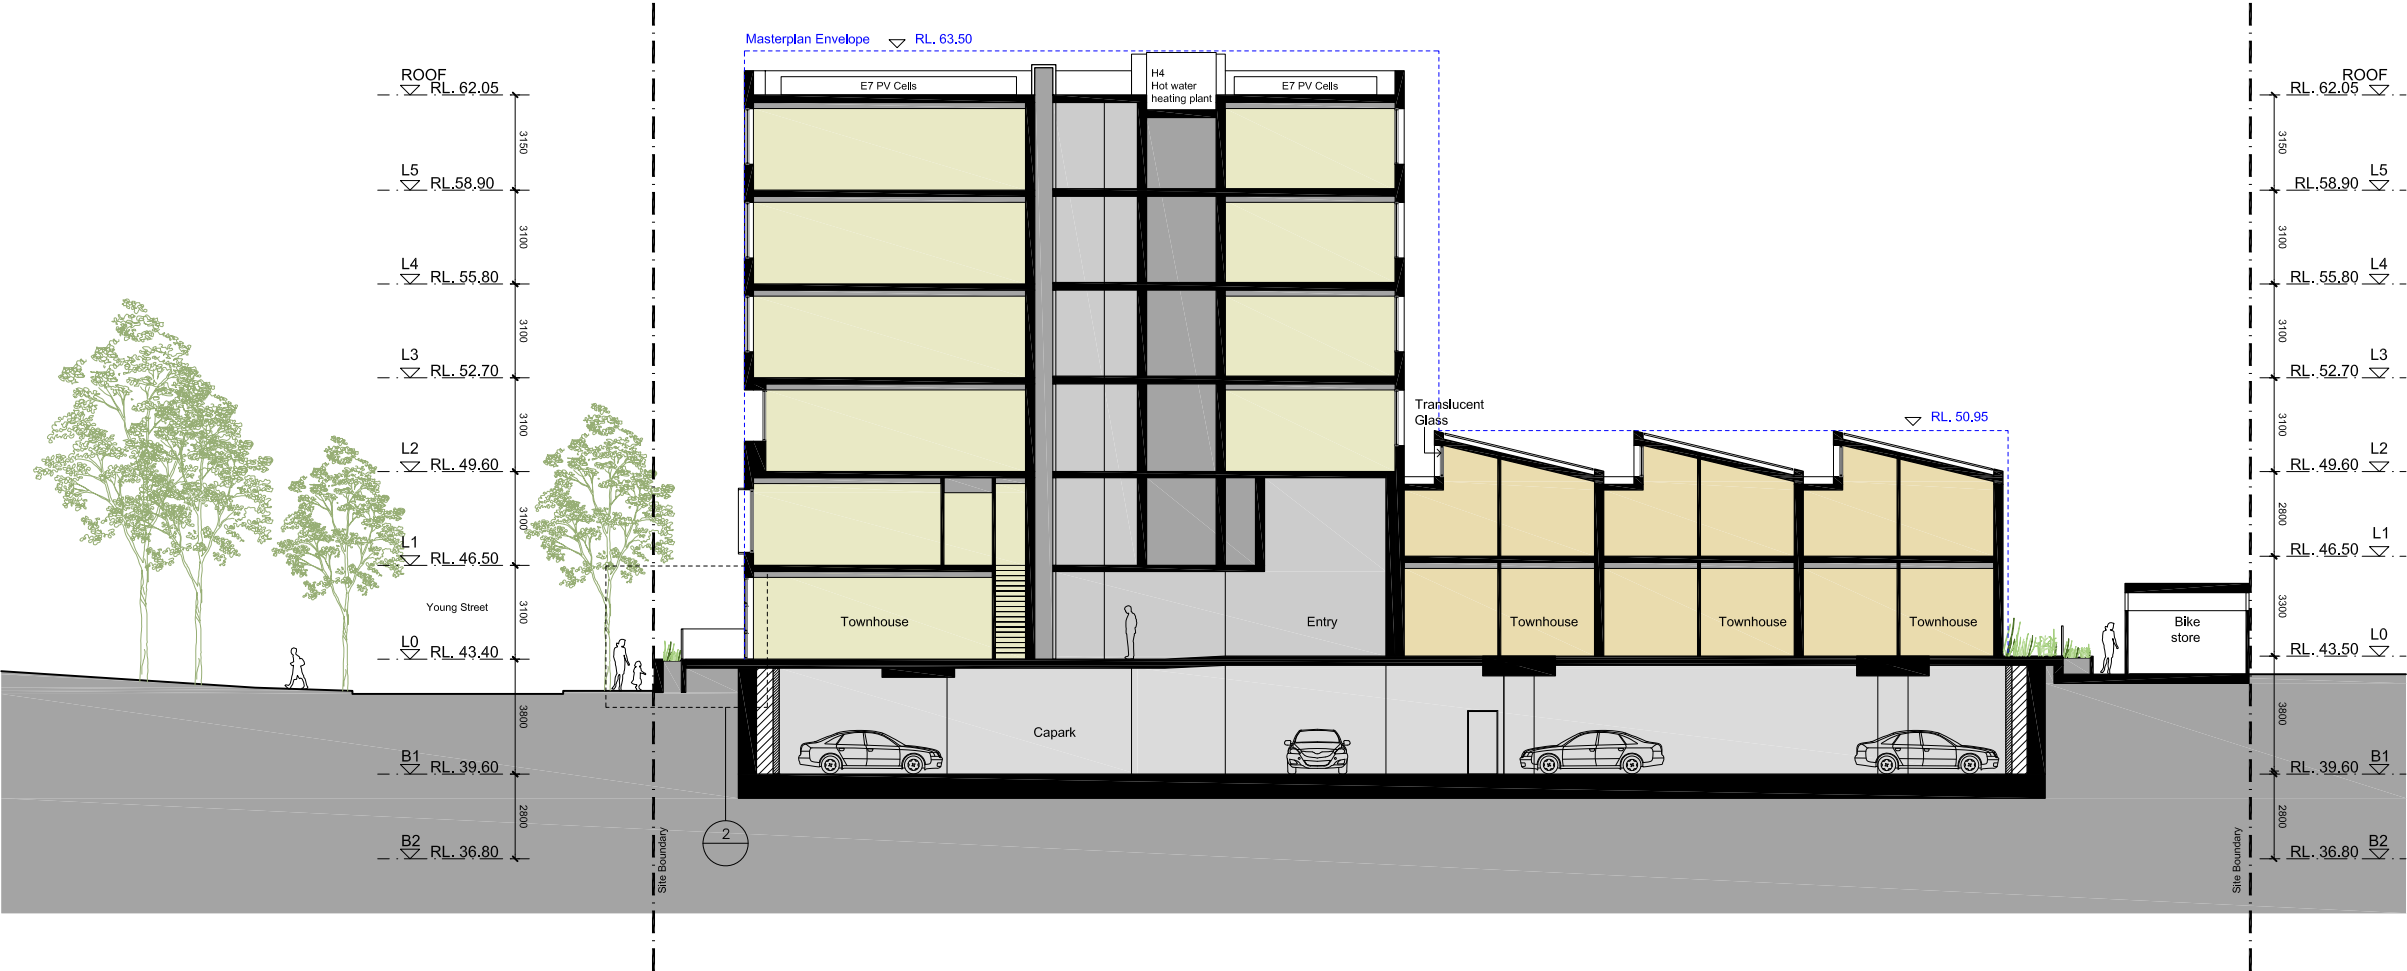 Masterplan Envelope RL. 63.50
ROOF
RL. 62.05
3150
L5
RL.58.90
3100
L4
RL. 55.80
3100
L3
RL. 52.70
3100
L2
RL. 49.60
3100
L1
RL. 46.50
Young Street
3100
L0
RL. 43.40
3800
B1
RL. 39.60
2800
B2
RL. 36.80
Site Boundary
2
E7 PV Cells
H4
Hot water
heating plant
E7 PV Cells
Translucent
Glass
RL. 50.95
Townhouse
Entry
Townhouse
Townhouse
Townhouse
Capark
Bike
store
Site Boundary
ROOF
RL. 62.05
3150
L5
RL.58.90
3100
L4
RL. 55.80
3100
L3
RL. 52.70
3100
L2
RL. 49.60
2800
L1
RL. 46.50
3300
L0
RL. 43.50
3800
B1
RL. 39.60
2800
B2
RL. 36.80